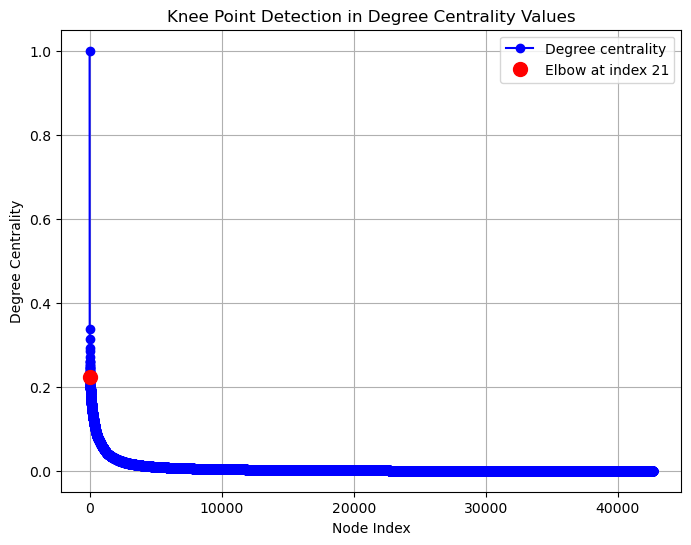 Knee Point Detection in Degree Centrality Values
Degree centrality
Elbow at index 21
Degree Centrality
1.0
0.8
0.6
0.4
0.2
0.0
0
10000
20000
30000
40000
Node Index